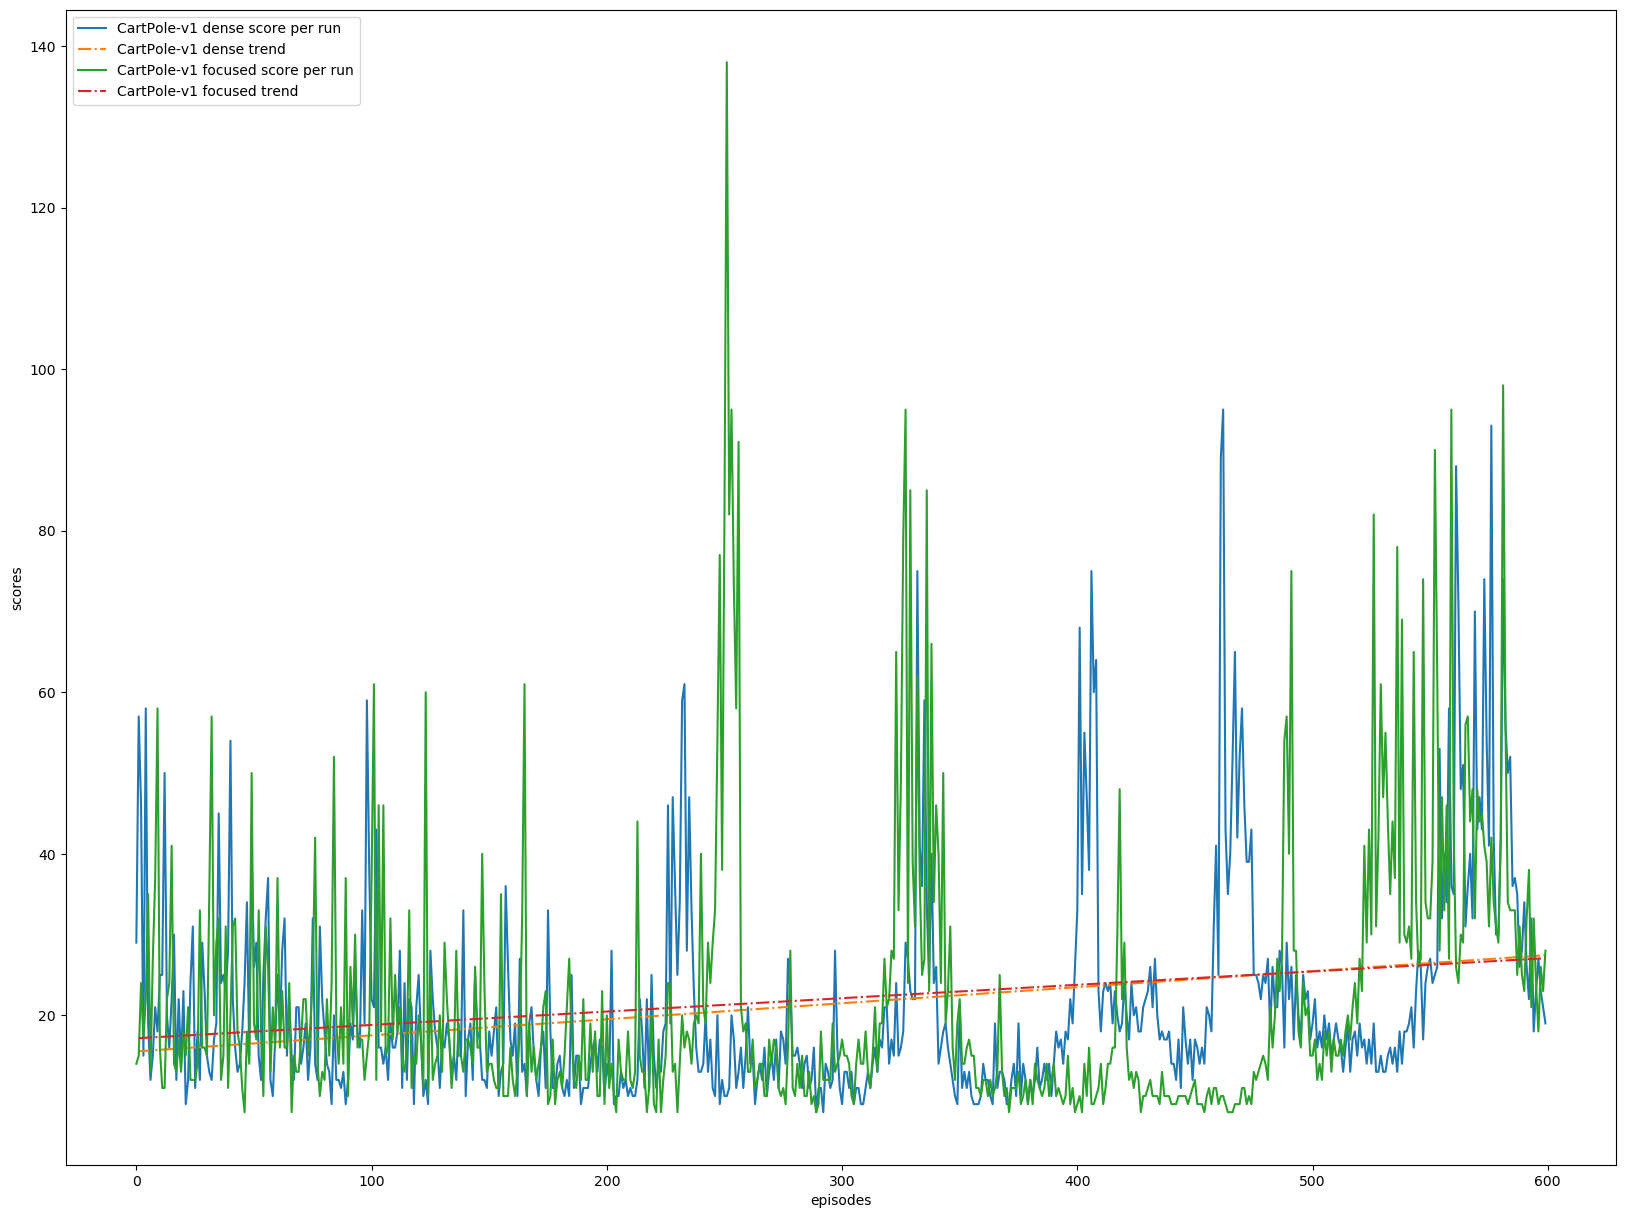 CartPole-v1 dense score per run
CartPole-v1 dense trend
CartPole-v1 focused score per run
CartPole-v1 focused trend
140
120
100
80
60
40
20
scores
0
100
200
300
400
500
600
episodes